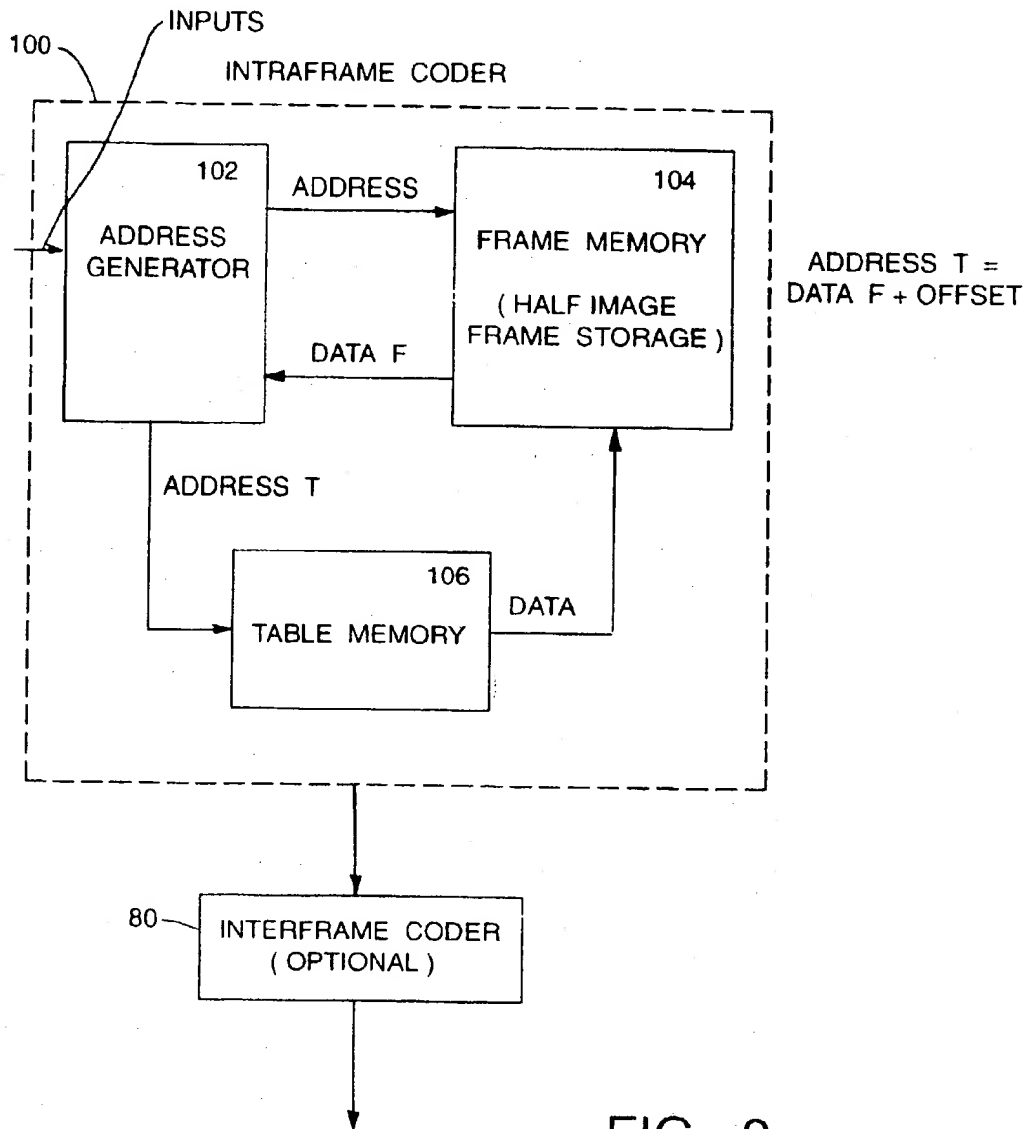 INPUTS
100
INTRAFRAME CODER
102
ADDRESS
GENERATOR
ADDRESS
104
FRAME MEMORY
( HALF IMAGE
FRAME STORAGE )
DATA F
ADDRESS T =
DATA F + OFFSET
ADDRESS T
106
TABLE MEMORY
DATA
80
INTERFRAME CODER
( OPTIONAL )